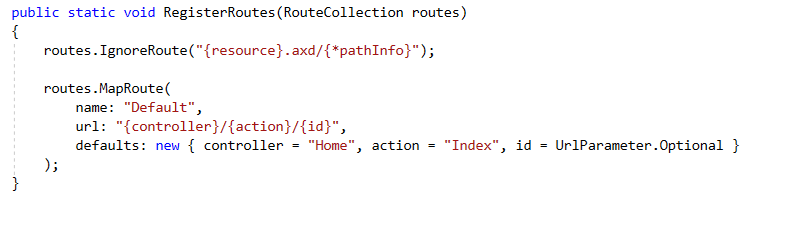 public static void RegisterRoutes(RouteCollection routes)
{
routes.IgnoreRoute("{resource}.axd/{*pathInfo}");
routes.MapRoute(
name: "Default",
url: "{controller}/{action}/{id}",
defaults: new { controller = "Home", action = "Index", id = UrlParameter.Optional }
);
}